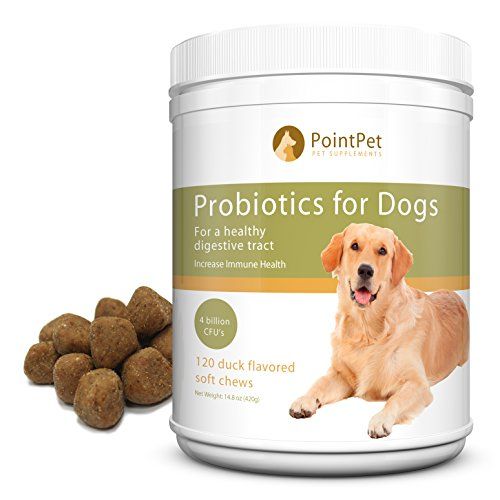 PointPet
PET SUPPLEMENTS
Probiotics for Dogs
For a healthy
digestive tract
Increase Immune Health
4 billion
CFU's
120 duck flavored
soft chews
Net Weight: 14.8 oz (420g)